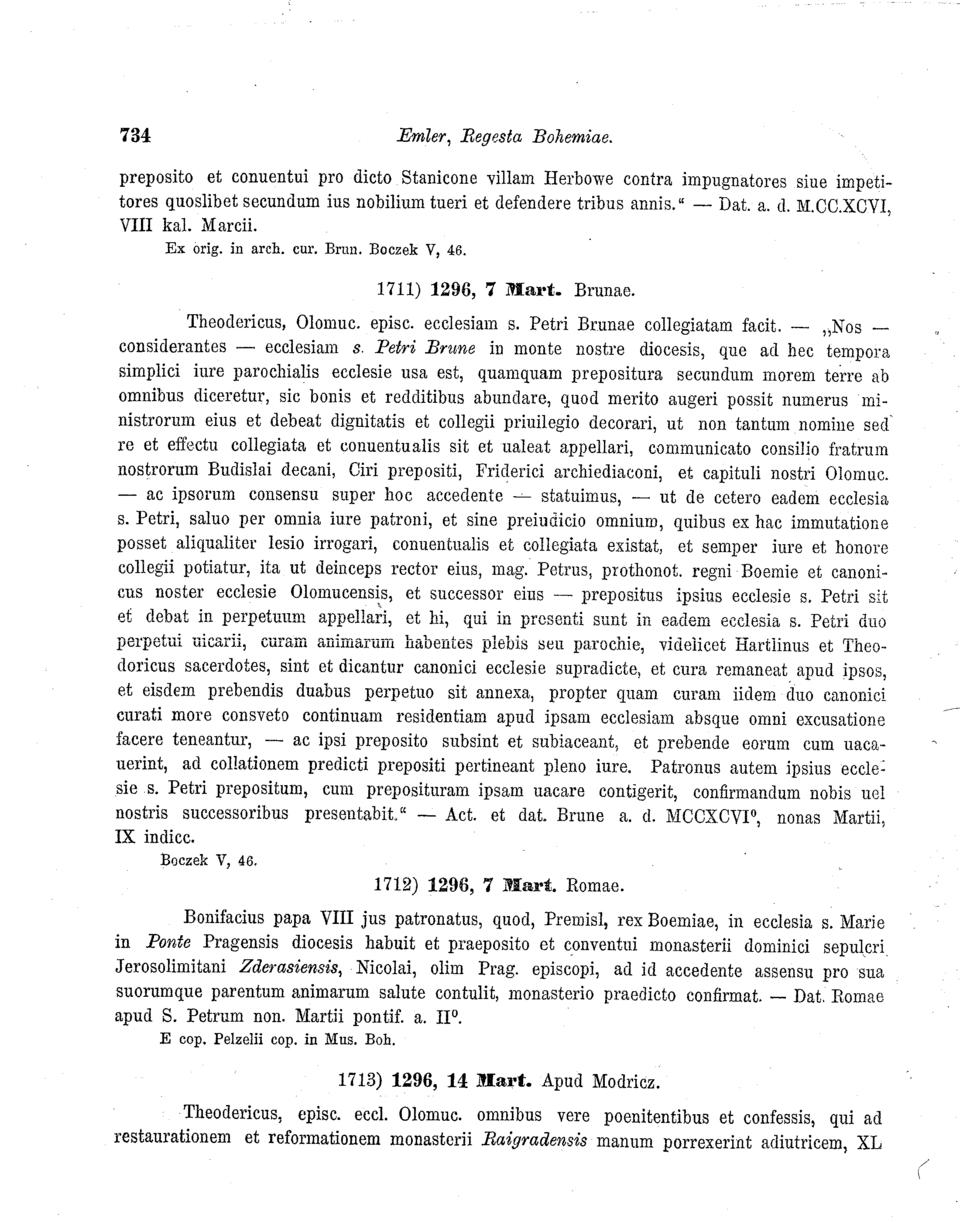 734 Emler, Regesta Bohemiae.
preposito et conuentui pro dicto Stanicone villam Herbowe contra impugnatores siue impeti-
tores quoslibet secundum ius nobilium tueri et defendere tribus annis.“ — Dat. a. d. M.CC.XCVI,
VIII kal. Marcii.
Ex orig. in arch. cur. Brun. Boczek V, 46.
1711) 1296, 7 Mart. Brunae.
Theodericus, Olomuc. episc. ecclesiam s. Petri Brunae collegiatam facit. — „Nos —
considerantes — ecclesiam s. Petri Brune in monte nostre diocesis, que ad hec tempora
simplici iure parochialis ecclesie usa est, quamquam prepositura secundum morem terre ab
omnibus diceretur, sic bonis et redditibus abundare, quod merito augeri possit numerus mi-
nistrorum eius et debeat dignitatis et collegii priuilegio decorari, ut non tantum nomine sed
re et effectu collegiata et conuentualis sit et ualeat appellari, communicato consilio fratrum
nostrorum Budislai decani, Ciri prepositi, Friderici archiediaconi, et capituli nostri Olomuc.
— ac ipsorum consensu super hoc accedente — statuimus, — ut de cetero eadem ecclesia
s. Petri, saluo per omnia iure patroni, et sine preiudicio omnium, quibus ex hac immutatione
posset aliqualiter lesio irrogari, conuentualis et collegiata existat, et semper iure et honore
collegii potiatur, ita ut deinceps rector eius, mag. Petrus, prothonot. regni Boemie et canoni-
cus noster ecclesie Olomucensis, et successor eius — prepositus ipsius ecclesie s. Petri sit
et debat in perpetuum appellari, et hi, qui in presenti sunt in eadem ecclesia s. Petri duo
perpetui uicarii, curam animarum habentes plebis seu parochie, videlicet Hartlinus et Theo-
doricus sacerdotes, sint et dicantur canonici ecclesie supradicte, et cura remaneat apud ipsos,
et eisdem prebendis duabus perpetuo sit annexa, propter quam curam iidem duo canonici
curati more consveto continuam residentiam apud ipsam ecclesiam absque omni excusatione
facere teneantur, — ac ipsi preposito subsint et subiaceant, et prebende eorum cum uaca-
uerint, ad collationem predicti prepositi pertineant pleno iure. Patronus autem ipsius eccle-
sie s. Petri prepositum, cum preposituram ipsam uacare contigerit, confirmandum nobis uel
nostris successoribus presentabit.“ — Act. et dat. Brune a. d. MCCXCVI⁰, nonas Martii,
IX indicc.
Boczek V, 46.
1712) 1296, 7 Mart. Romae.
Bonifacius papa VIII jus patronatus, quod, Premisl, rex Boemiae, in ecclesia s. Marie
in Ponte Pragensis diocesis habuit et praeposito et conventui monasterii dominici sepulcri
Jerosolimitani Zderasiensis, Nicolai, olim Prag. episcopi, ad id accedente assensu pro sua
suorumque parentum animarum salute contulit, monasterio praedicto confirmat. — Dat. Romae
apud S. Petrum non. Martii pontif. a. II⁰.
E cop. Pelzelii cop. in Mus. Boh.
1713) 1296, 14 Mart. Apud Modricz.
Theodericus, episc. eccl. Olomuc. omnibus vere poenitentibus et confessis, qui ad
restaurationem et reformationem monasterii Raigradensis manum porrexerint adiutricem, XL